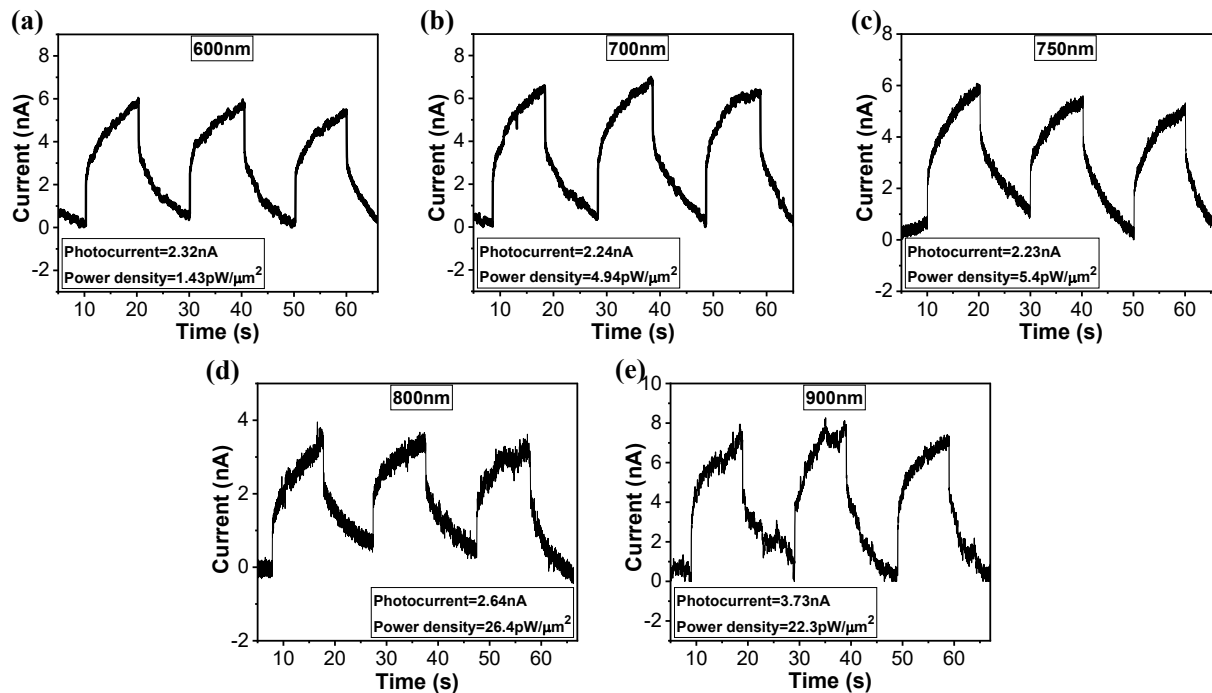 (a)
600nm
8
6
4
2
0
-2
Current (nA)
Photocurrent=2.32nA
Power density=1.43pW/μm²
10 20 30 40 50 60
Time (s)
(b)
700nm
8
6
4
2
0
-2
Current (nA)
Photocurrent=2.24nA
Power density=4.94pW/μm²
10 20 30 40 50 60
Time (s)
(c)
750nm
8
6
4
2
0
-2
Current (nA)
Photocurrent=2.23nA
Power density=5.4pW/μm²
10 20 30 40 50 60
Time (s)
(d)
800nm
4
2
0
-2
Current (nA)
Photocurrent=2.64nA
Power density=26.4pW/μm²
10 20 30 40 50 60
Time (s)
(e)
900nm
10
8
6
4
2
0
Current (nA)
Photocurrent=3.73nA
Power density=22.3pW/μm²
10 20 30 40 50 60
Time (s)